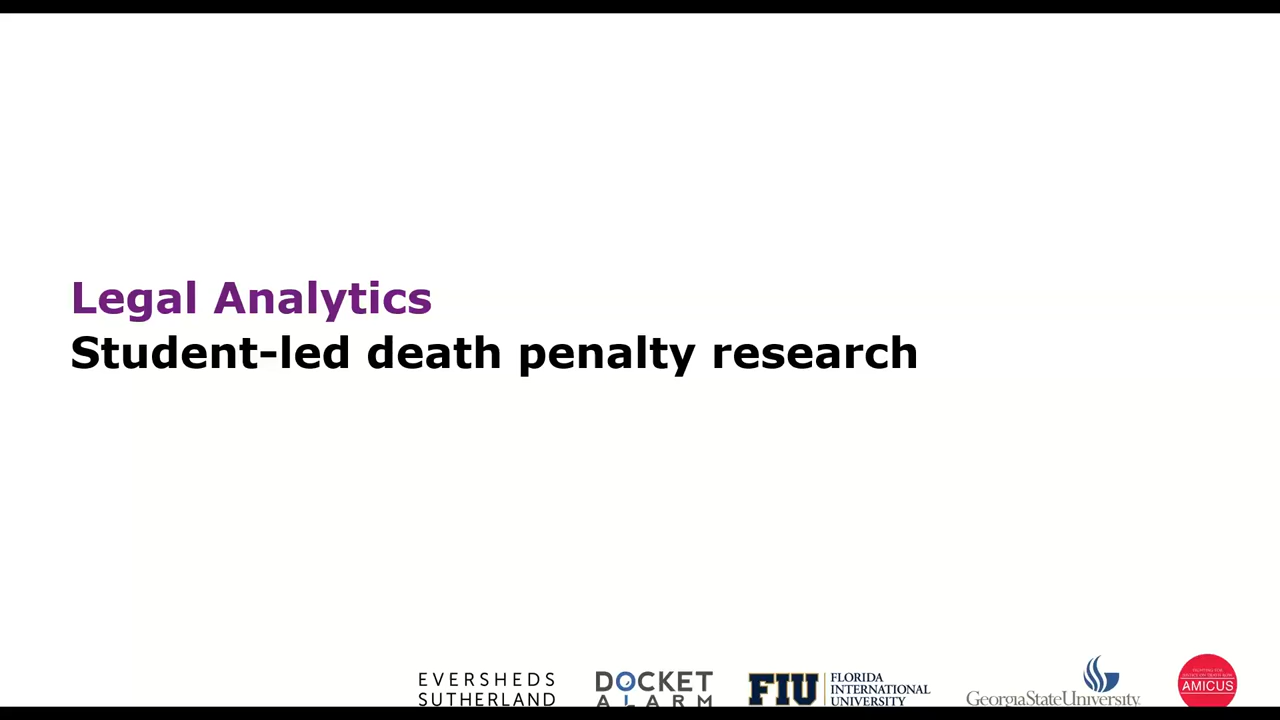 Legal Analytics
Student-led death penalty research
EVERSHEDS
SUTHERLAND
DOCKET
ALARM
FIU
FLORIDA
INTERNATIONAL
UNIVERSITY
GeorgiaStateUniversity
AMICUS